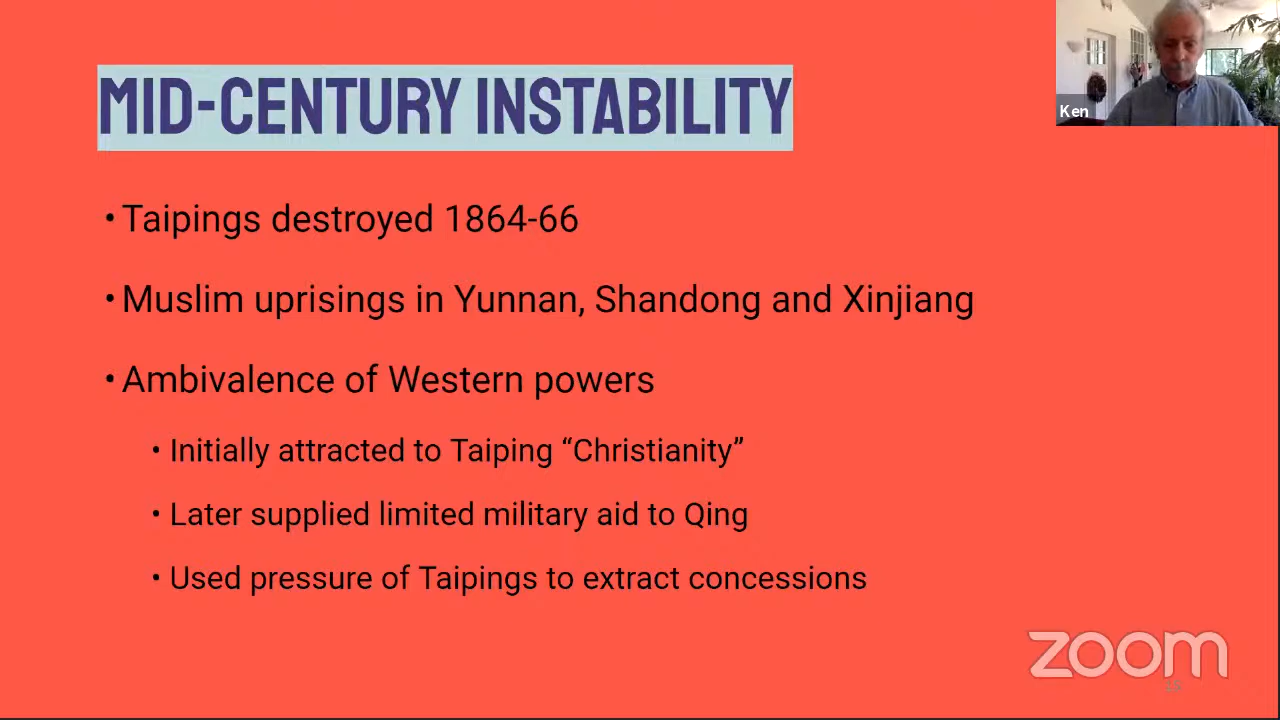 MID-CENTURY INSTABILITY
Ken
• Taipings destroyed 1864-66
• Muslim uprisings in Yunnan, Shandong and Xinjiang
• Ambivalence of Western powers
• Initially attracted to Taiping “Christianity”
• Later supplied limited military aid to Qing
• Used pressure of Taipings to extract concessions
zoom